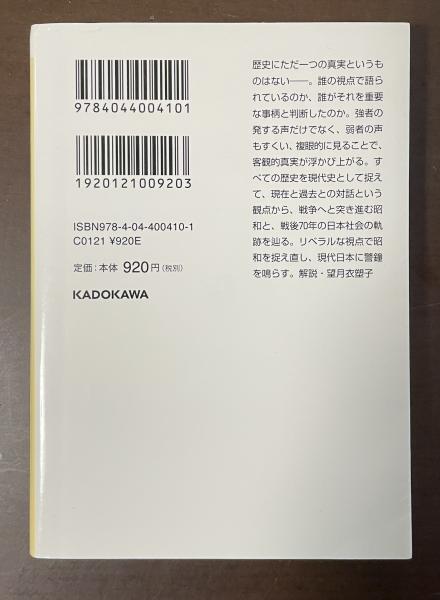 9784044004101
1920121009203
ISBN978-4-04-400410-1
C0121 ¥920E
定価：本体 920円（税別）
KADOKAWA
歴史にただ一つの真実というも
のはない――。誰の視点で語ら
れているのか、誰がそれを重要
な事柄と判断したのか。強者の
発する声だけでなく、弱者の声
もすくい、複眼的に見ることで、
客観的真実が浮かび上がる。す
べての歴史を現代史として捉え
て、現在と過去との対話という
観点から、戦争へと突き進む昭
和と、戦後70年の日本社会の軌
跡を辿る。リベラルな視点で昭
和を捉え直し、現代日本に警鐘
を鳴らす。解説・望月衣塑子